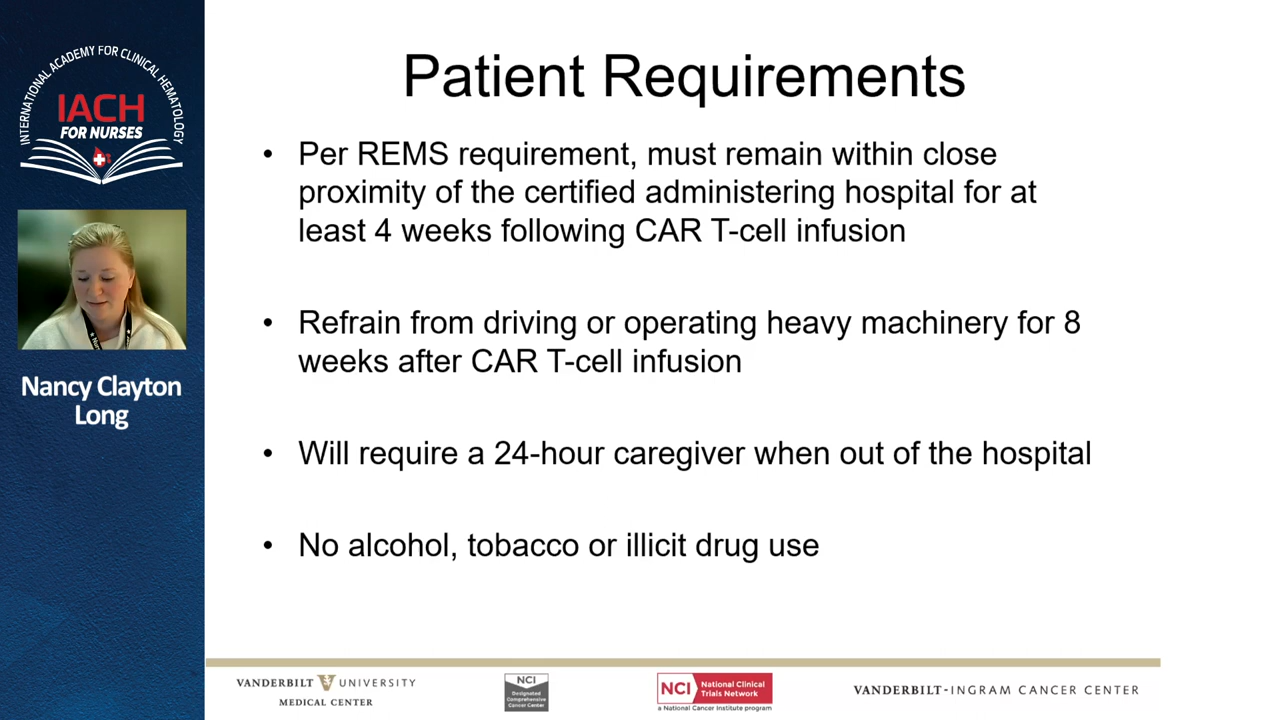 INTERNATIONAL ACADEMY FOR CLINICAL HEMATOLOGY
IACH
FOR NURSES
Nancy Clayton
Long
Patient Requirements
• Per REMS requirement, must remain within close
proximity of the certified administering hospital for at
least 4 weeks following CAR T-cell infusion
• Refrain from driving or operating heavy machinery for 8
weeks after CAR T-cell infusion
• Will require a 24-hour caregiver when out of the hospital
• No alcohol, tobacco or illicit drug use
VANDERBILT UNIVERSITY
MEDICAL CENTER
NCI
Designated
Comprehensive
Cancer Center
NCI National Clinical
Trials Network
a National Cancer Institute program
VANDERBILT-INGRAM CANCER CENTER